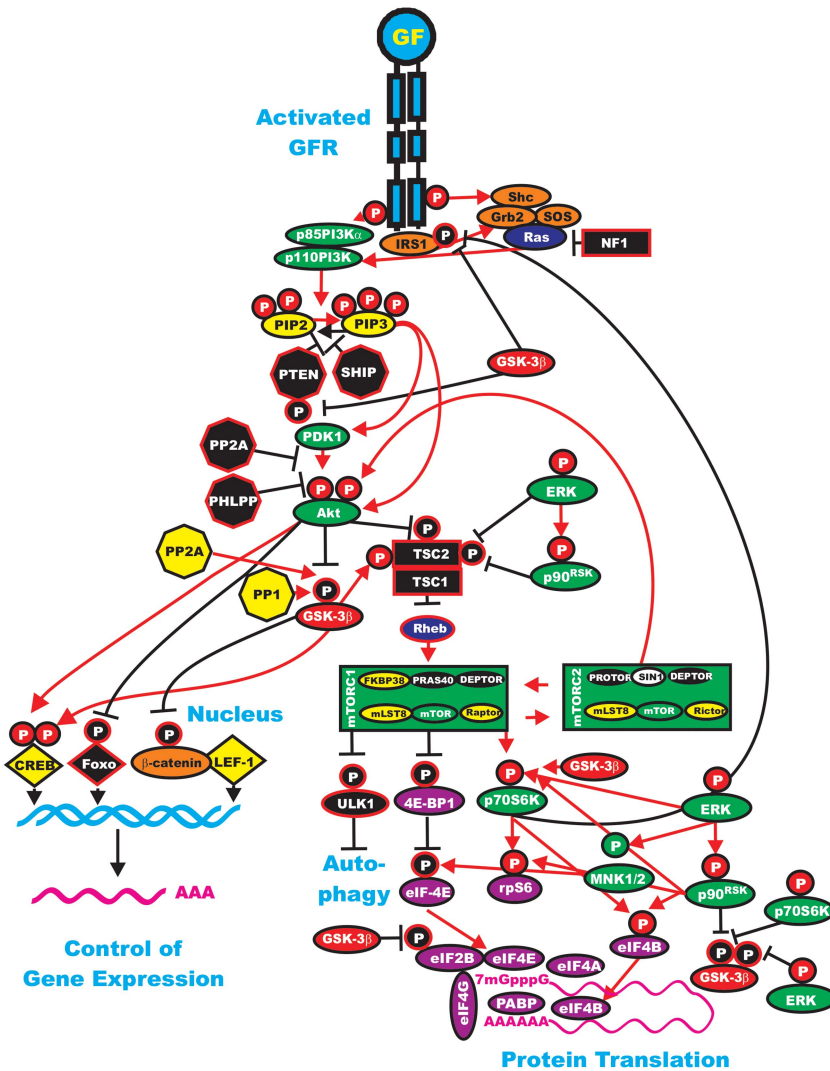 GF
Activated
GFR
P
P
Shc
Grb2
SOS
p85PI3Kα
IRS1
P
Ras
NF1
p110PI3K
P
P
P
P
P
PIP2
PIP3
PTEN
SHIP
GSK-3β
P
PDK1
PP2A
P
ERK
PHLPP
P
P
Akt
P
PP2A
P
TSC2
P
P
p90RSK
TSC1
PP1
P
GSK-3β
Rheb
mTORC1
FKBP38
PRAS40
DEPTOR
mLST8
mTOR
Raptor
mTORC2
PROTOR
SIN1
DEPTOR
mLST8
mTOR
Rictor
Nucleus
P
P
P
P
CREB
Foxo
β-catenin
LEF-1
P
ULK1
P
4E-BP1
P
p70S6K
GSK-3β
P
ERK
P
Auto-
phagy
P
eIF-4E
P
rpS6
MNK1/2
P
p90RSK
P
p70S6K
AAA
Control of
Gene Expression
GSK-3β
P
P
eIF4B
P
P
GSK-3β
P
ERK
eIF2B
eIF4E
eIF4A
7mGpppG
eIF4G
PABP
eIF4B
AAAAAA
Protein Translation